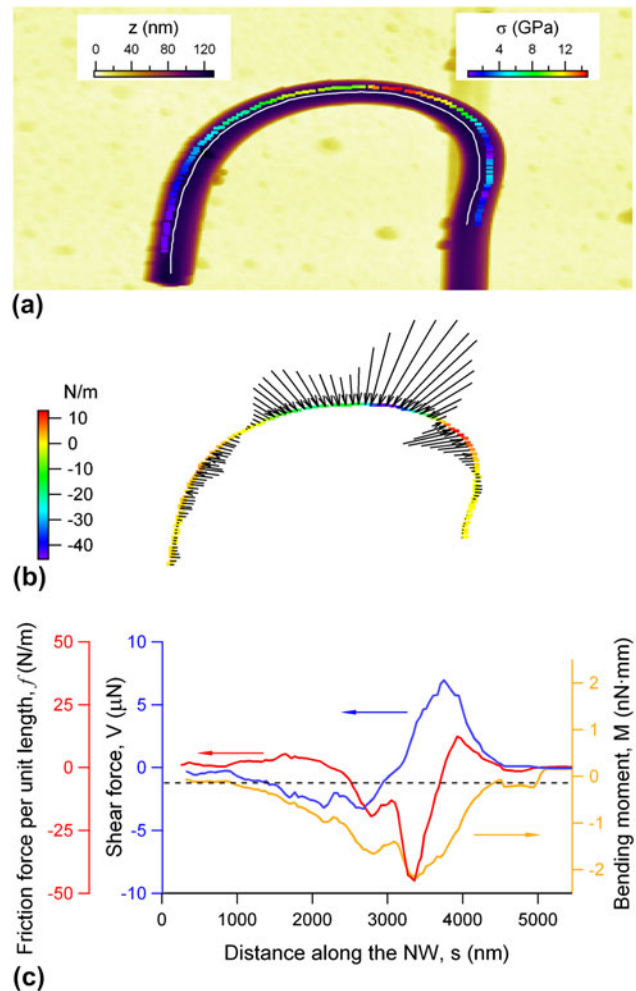 z (nm)
0 40 80 120
σ (GPa)
4 8 12
(a)
N/m
10
0
-10
-20
-30
-40
(b)
Friction force per unit length, f (N/m)
50
25
0
-25
-50
Shear force, V (µN)
10
5
0
-5
-10
Bending moment, M (nN·mm)
2
1
0
-1
-2
0 1000 2000 3000 4000 5000
Distance along the NW, s (nm)
(c)